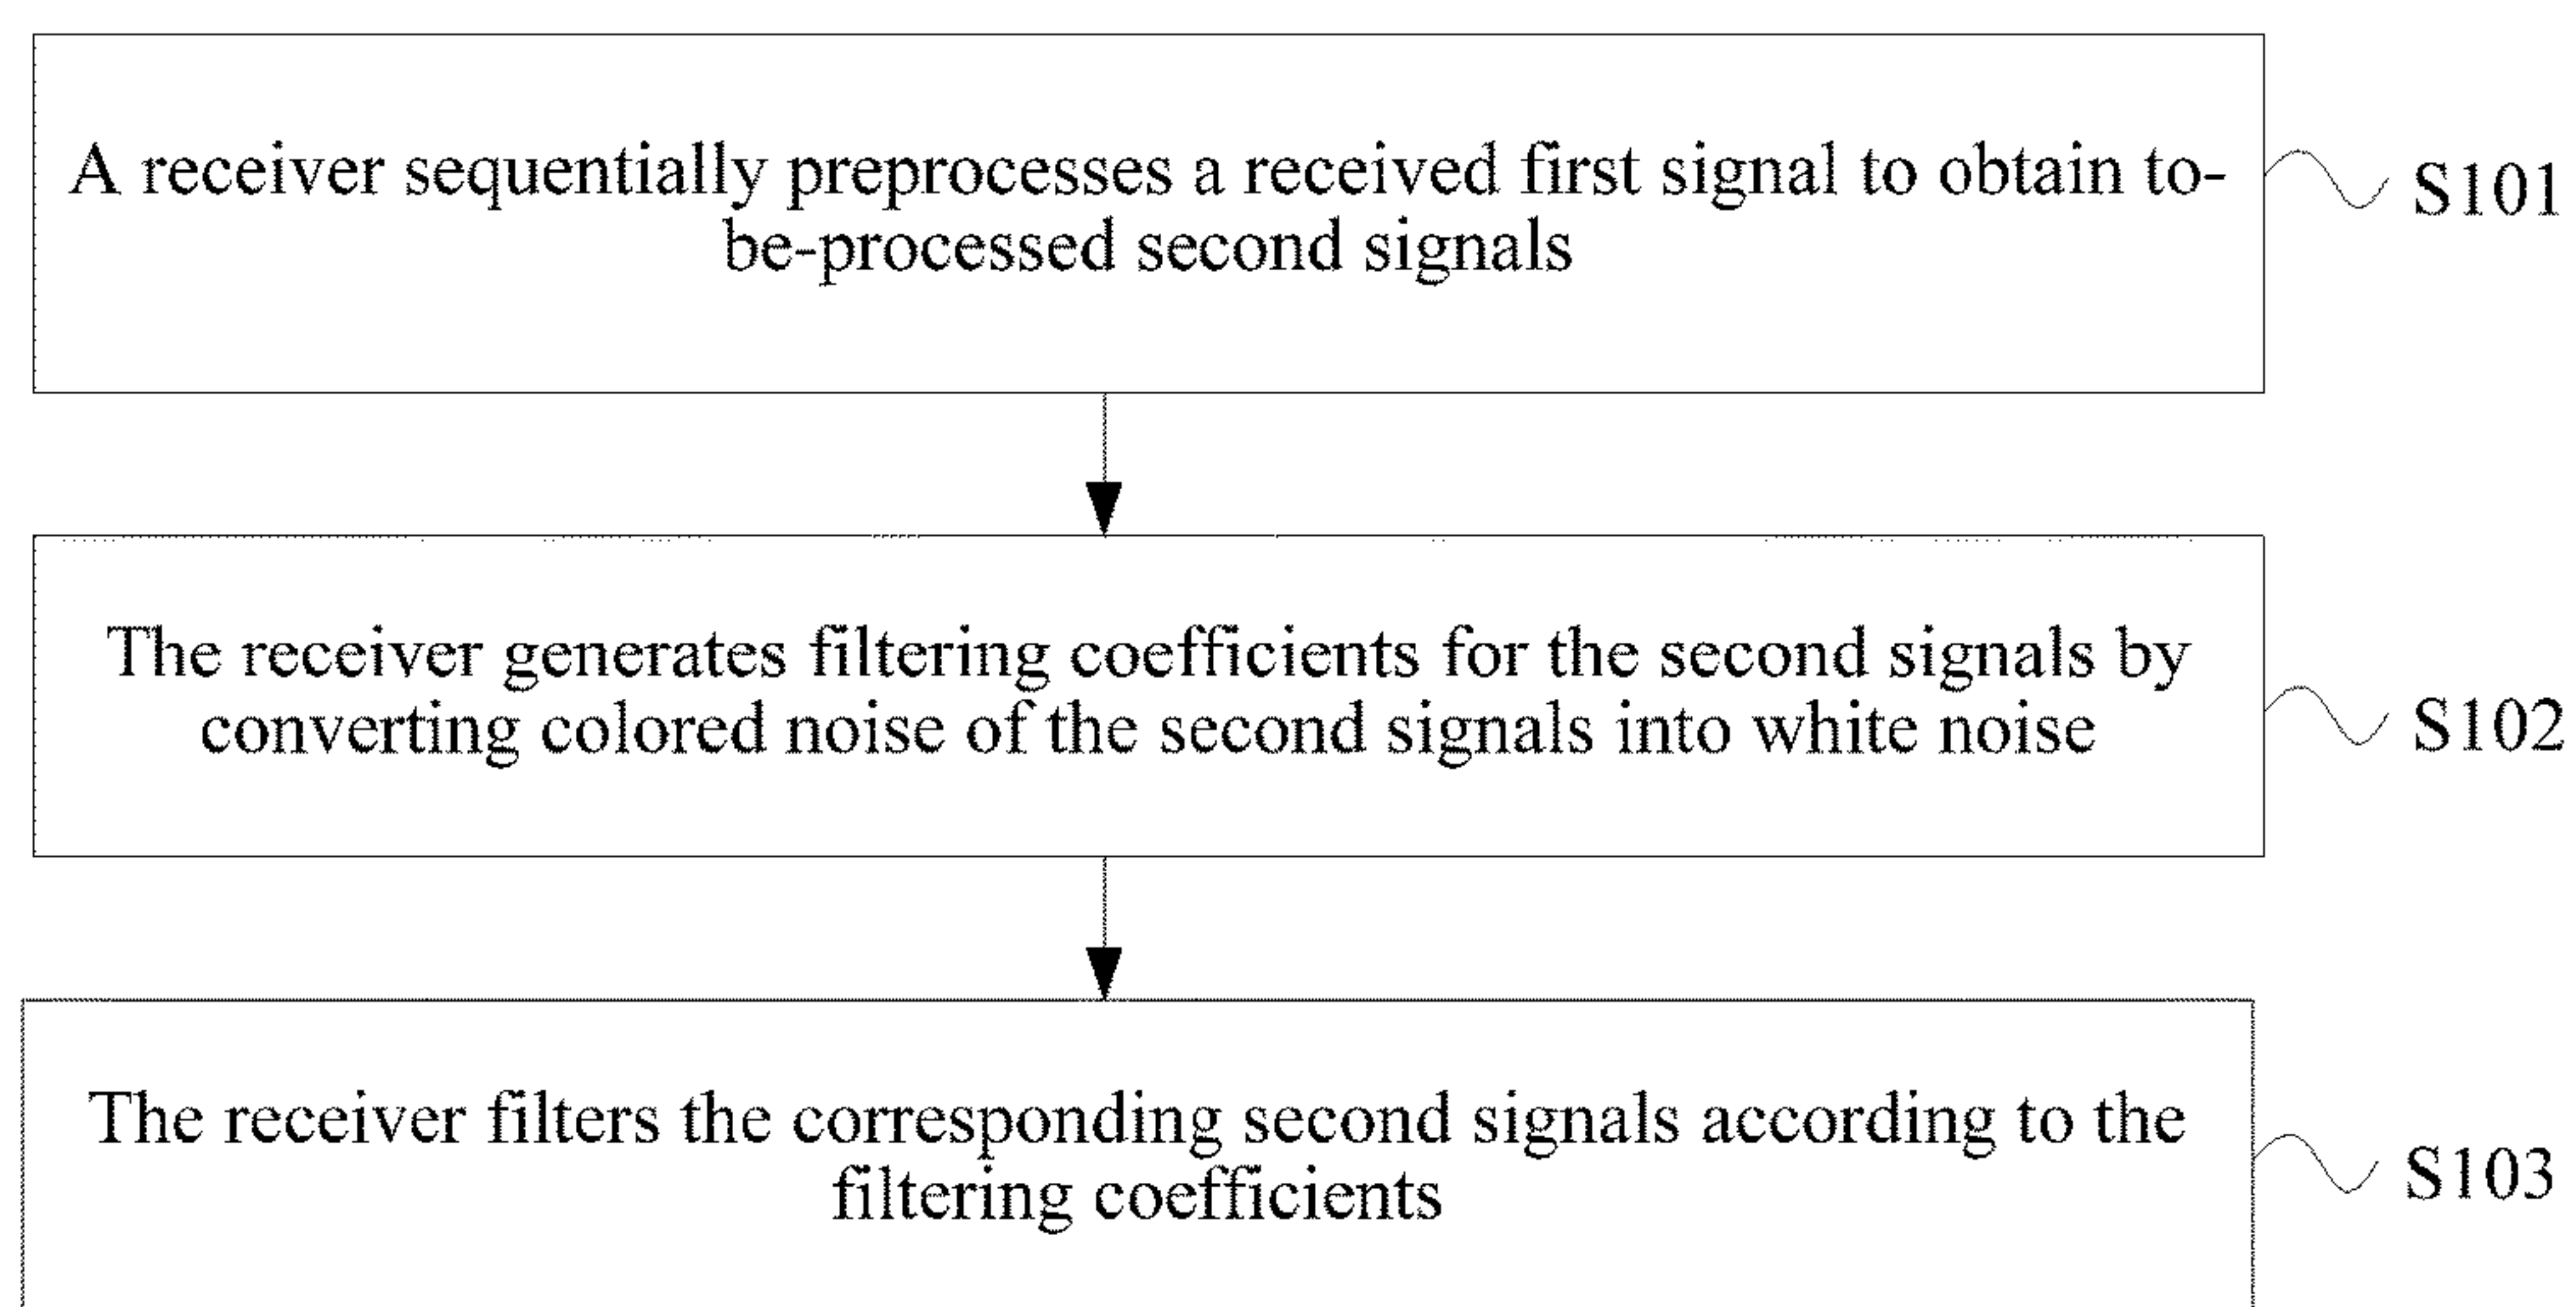 A receiver sequentially preprocesses a received first signal to obtain to-
be-processed second signals
S101
The receiver generates filtering coefficients for the second signals by
converting colored noise of the second signals into white noise
S102
The receiver filters the corresponding second signals according to the
filtering coefficients
S103